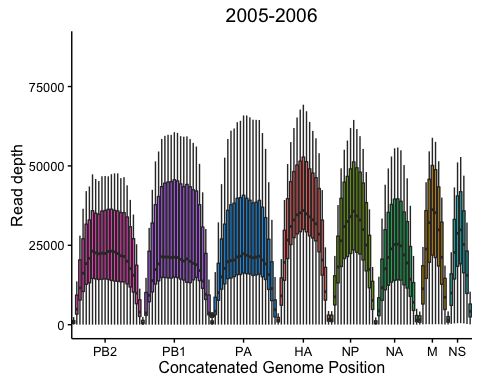 2005-2006
Read depth
75000
50000
25000
0
PB2 PB1 PA HA NP NA M NS
Concatenated Genome Position